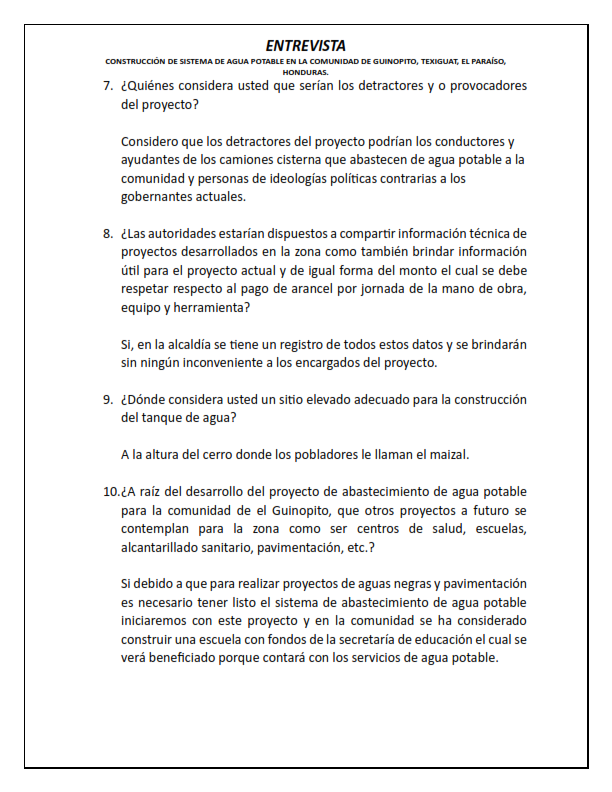 ENTREVISTA
CONSTRUCCIÓN DE SISTEMA DE AGUA POTABLE EN LA COMUNIDAD DE GUINOPITO, TEXIGUAT, EL PARAÍSO,
HONDURAS.
7. ¿Quiénes considera usted que serían los detractores y o provocadores
del proyecto?
Considero que los detractores del proyecto podrían los conductores y
ayudantes de los camiones cisterna que abastecen de agua potable a la
comunidad y personas de ideologías políticas contrarias a los
gobernantes actuales.
8. ¿Las autoridades estarían dispuestos a compartir información técnica de
proyectos desarrollados en la zona como también brindar información
útil para el proyecto actual y de igual forma del monto el cual se debe
respetar respecto al pago de arancel por jornada de la mano de obra,
equipo y herramienta?
Si, en la alcaldía se tiene un registro de todos estos datos y se brindarán
sin ningún inconveniente a los encargados del proyecto.
9. ¿Dónde considera usted un sitio elevado adecuado para la construcción
del tanque de agua?
A la altura del cerro donde los pobladores le llaman el maizal.
10.¿A raíz del desarrollo del proyecto de abastecimiento de agua potable
para la comunidad de el Guinopito, que otros proyectos a futuro se
contemplan para la zona como ser centros de salud, escuelas,
alcantarillado sanitario, pavimentación, etc.?
Si debido a que para realizar proyectos de aguas negras y pavimentación
es necesario tener listo el sistema de abastecimiento de agua potable
iniciaremos con este proyecto y en la comunidad se ha considerado
construir una escuela con fondos de la secretaría de educación el cual se
verá beneficiado porque contará con los servicios de agua potable.